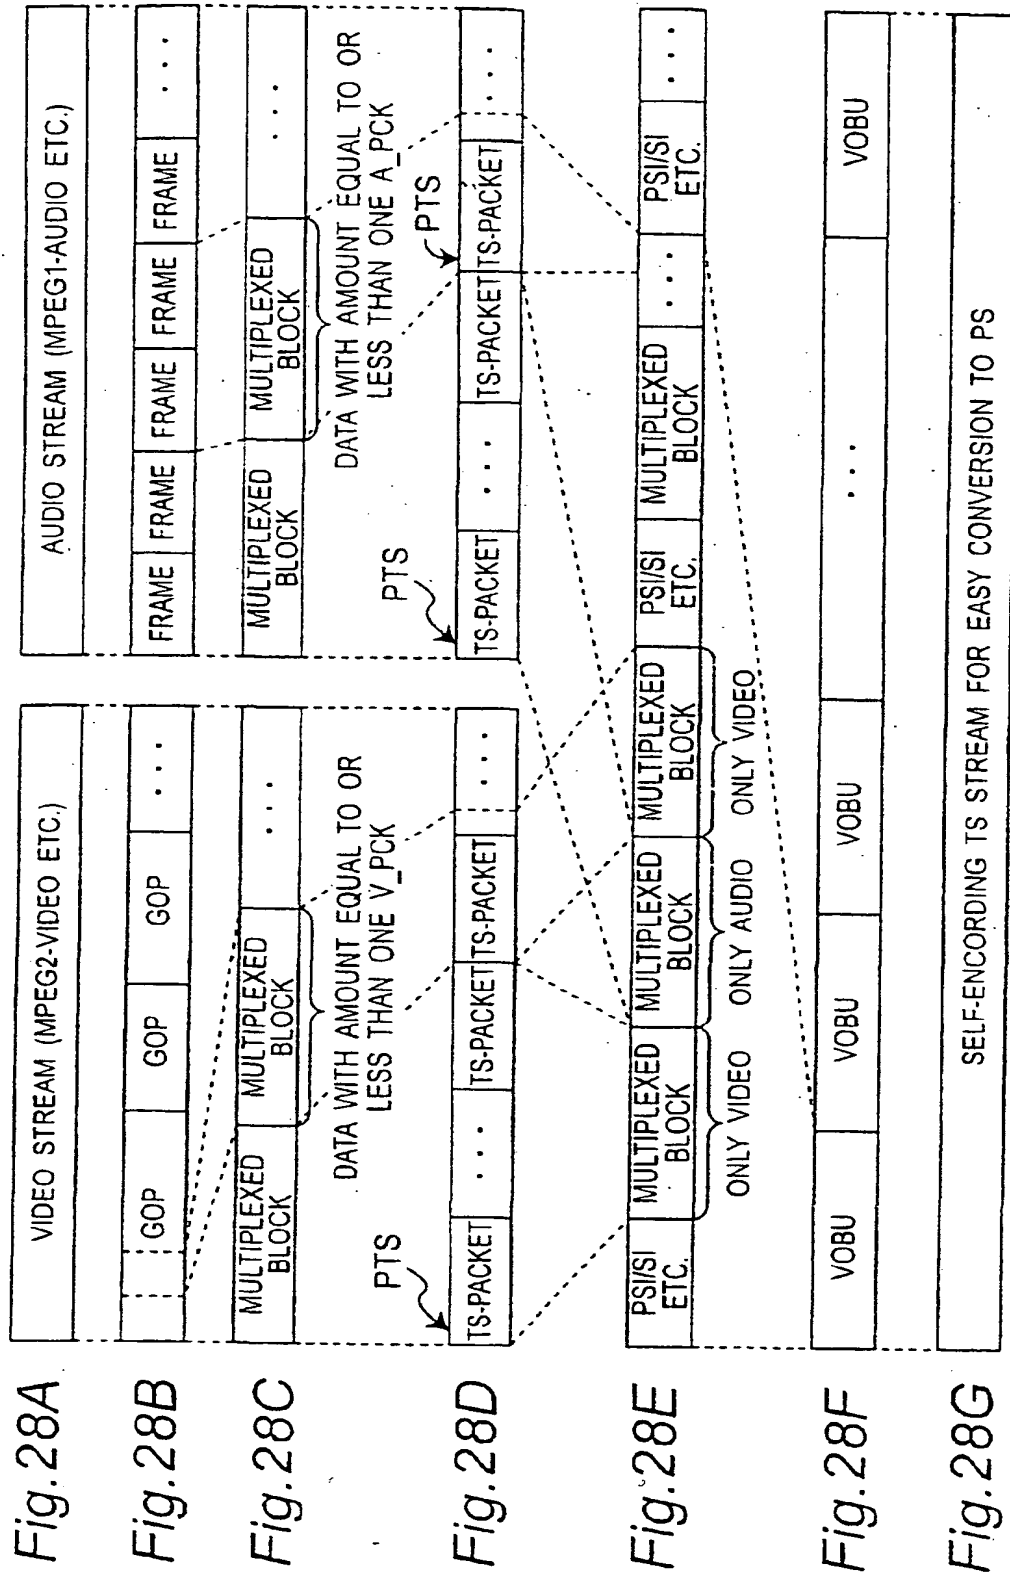 Fig.28A
VIDEO STREAM (MPEG2-VIDEO ETC.)
AUDIO STREAM (MPEG1-AUDIO ETC.)
Fig.28B
GOP
GOP
GOP
...
FRAME
FRAME
FRAME
FRAME
FRAME
...
Fig.28C
MULTIPLEXED
BLOCK
MULTIPLEXED
BLOCK
...
MULTIPLEXED
BLOCK
MULTIPLEXED
BLOCK
...
DATA WITH AMOUNT EQUAL TO OR
LESS THAN ONE V_PCK
DATA WITH AMOUNT EQUAL TO OR
LESS THAN ONE A_PCK
PTS
PTS
PTS
Fig.28D
TS-PACKET
...
TS-PACKET
TS-PACKET
...
TS-PACKET
...
TS-PACKET
TS-PACKET
...
Fig.28E
PSI/SI
ETC.
MULTIPLEXED
BLOCK
MULTIPLEXED
BLOCK
MULTIPLEXED
BLOCK
PSI/SI
ETC.
MULTIPLEXED
BLOCK
...
PSI/SI
ETC.
...
ONLY VIDEO
ONLY AUDIO
ONLY VIDEO
Fig.28F
VOBU
VOBU
VOBU
...
VOBU
Fig.28G
SELF-ENCORDING TS STREAM FOR EASY CONVERSION TO PS